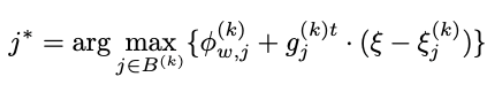 j* = arg max_{j∈B^{(k)}} {ϕ_{w,j}^{(k)} + g_j^{(k)t} · (ξ − ξ_j^{(k)})}